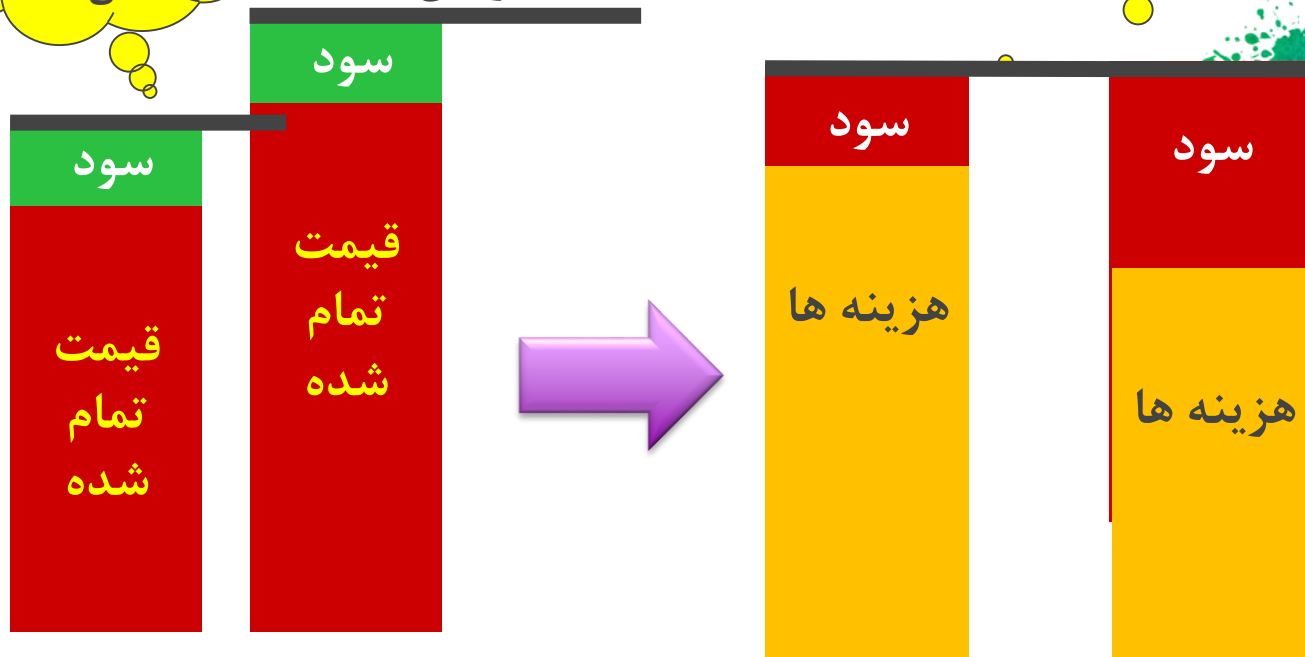 سود
قیمت
تمام
شده
سود
قیمت
تمام
شده
سود
هزینه ها
سود
هزینه ها